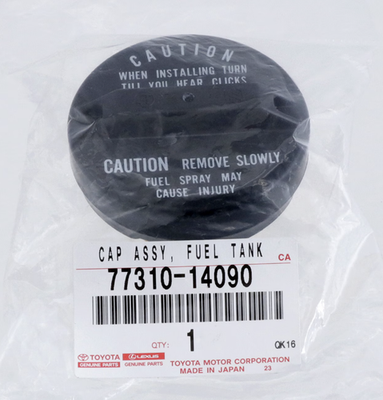 CAUTION
WHEN INSTALLING TURN
TILL YOU HEAR CLICKS
CAUTION REMOVE SLOWLY
FUEL SPRAY MAY
CAUSE INJURY
CAP ASSY, FUEL TANK
CA
77310-14090
QTY: 1 QK16
TOYOTA LEXUS TOYOTA MOTOR CORPORATION
GENUINE PARTS GENUINE PARTS MADE IN JAPAN 23